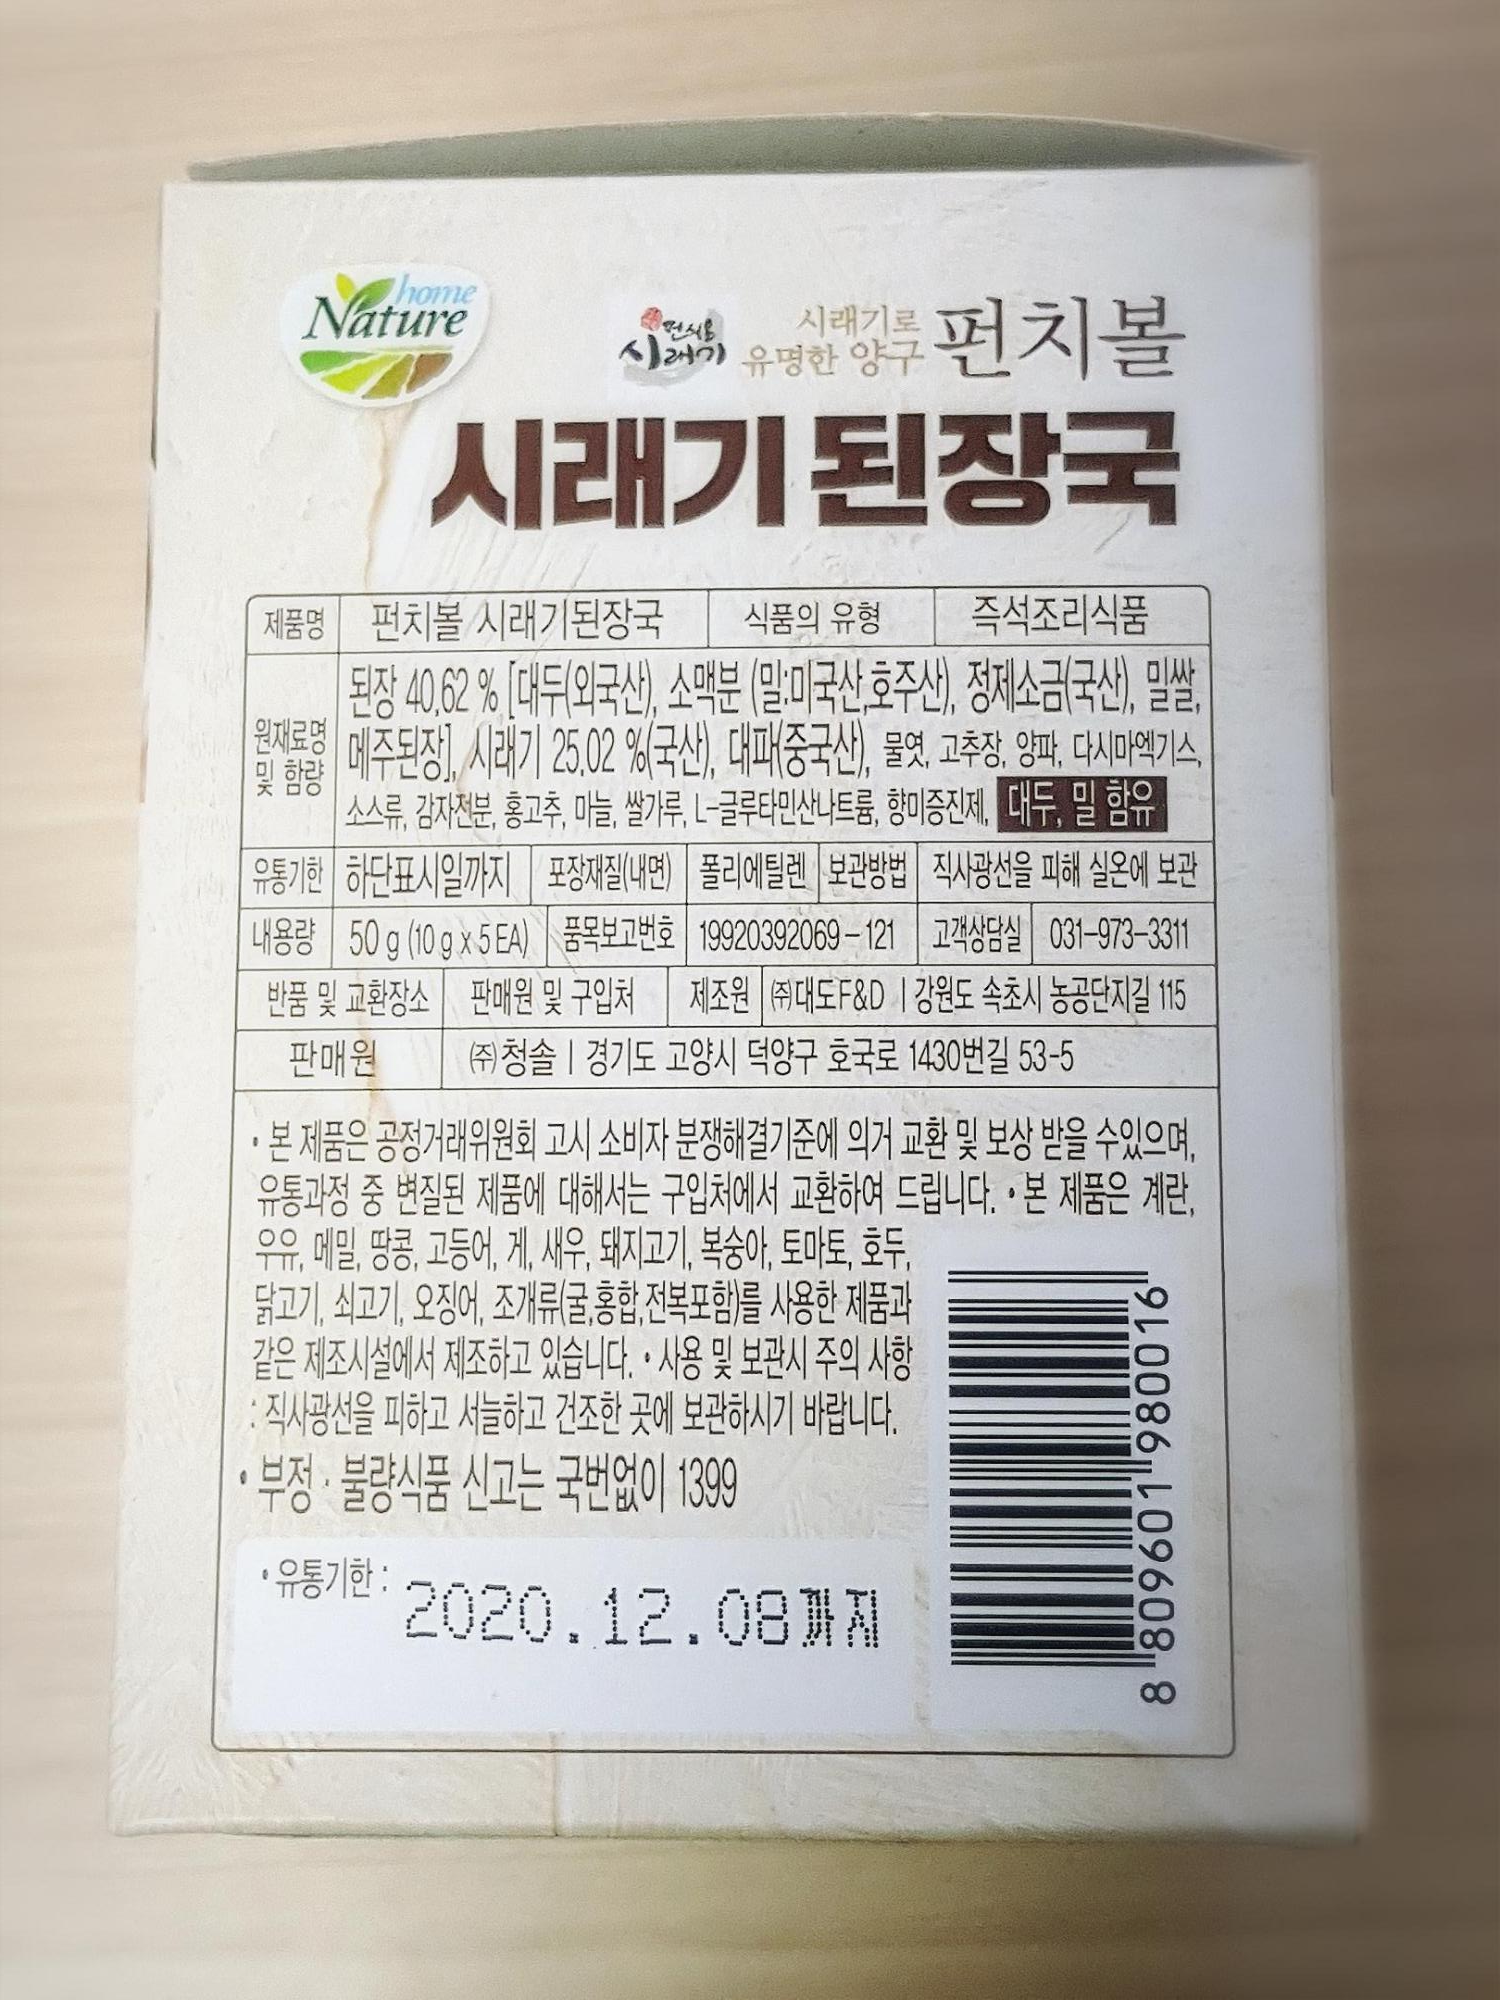 home
Nature
펀치볼
시래기
시래기로
유명한 양구
펀치볼
시래기 된장국
제품명 펀치볼 시래기된장국 식품의 유형 즉석조리식품
원재료명 및 함량
된장 40.62 % [대두(외국산), 소맥분 (밀:미국산,호주산), 정제소금(국산), 밀쌀,
메주된장], 시래기 25.02 %(국산), 대파(중국산), 물엿, 고추장, 양파, 다시마엑기스,
소스류, 감자전분, 홍고추, 마늘, 쌀가루, L-글루타민산나트륨, 향미증진제, 대두, 밀 함유
유통기한 하단표시일까지 포장재질(내면) 폴리에틸렌 보관방법 직사광선을 피해 실온에 보관
내용량 50 g (10 g x 5 EA) 품목보고번호 19920392069-121 고객상담실 031-973-3311
반품 및 교환장소 판매원 및 구입처 제조원 ㈜대도F&D | 강원도 속초시 농공단지길 115
판매원 ㈜청솔 | 경기도 고양시 덕양구 호국로 1430번길 53-5
• 본 제품은 공정거래위원회 고시 소비자 분쟁해결기준에 의거 교환 및 보상 받을 수있으며,
유통과정 중 변질된 제품에 대해서는 구입처에서 교환하여 드립니다. • 본 제품은 계란,
우유, 메밀, 땅콩, 고등어, 게, 새우, 돼지고기, 복숭아, 토마토, 호두,
닭고기, 쇠고기, 오징어, 조개류(굴,홍합,전복포함)를 사용한 제품과
같은 제조시설에서 제조하고 있습니다. • 사용 및 보관시 주의 사항
: 직사광선을 피하고 서늘하고 건조한 곳에 보관하시기 바랍니다.
• 부정 · 불량식품 신고는 국번없이 1399
• 유통기한 : 2020.12.08까지
8 809601 980016